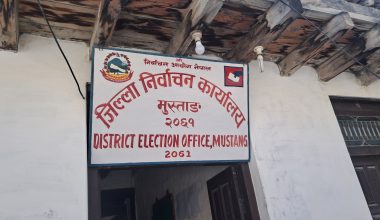 निर्वाचन आयोग नेपाल
जिल्ला निर्वाचन कार्यालय
मुस्ताङ
२०६१
DISTRICT ELECTION OFFICE, MUSTANG
2061